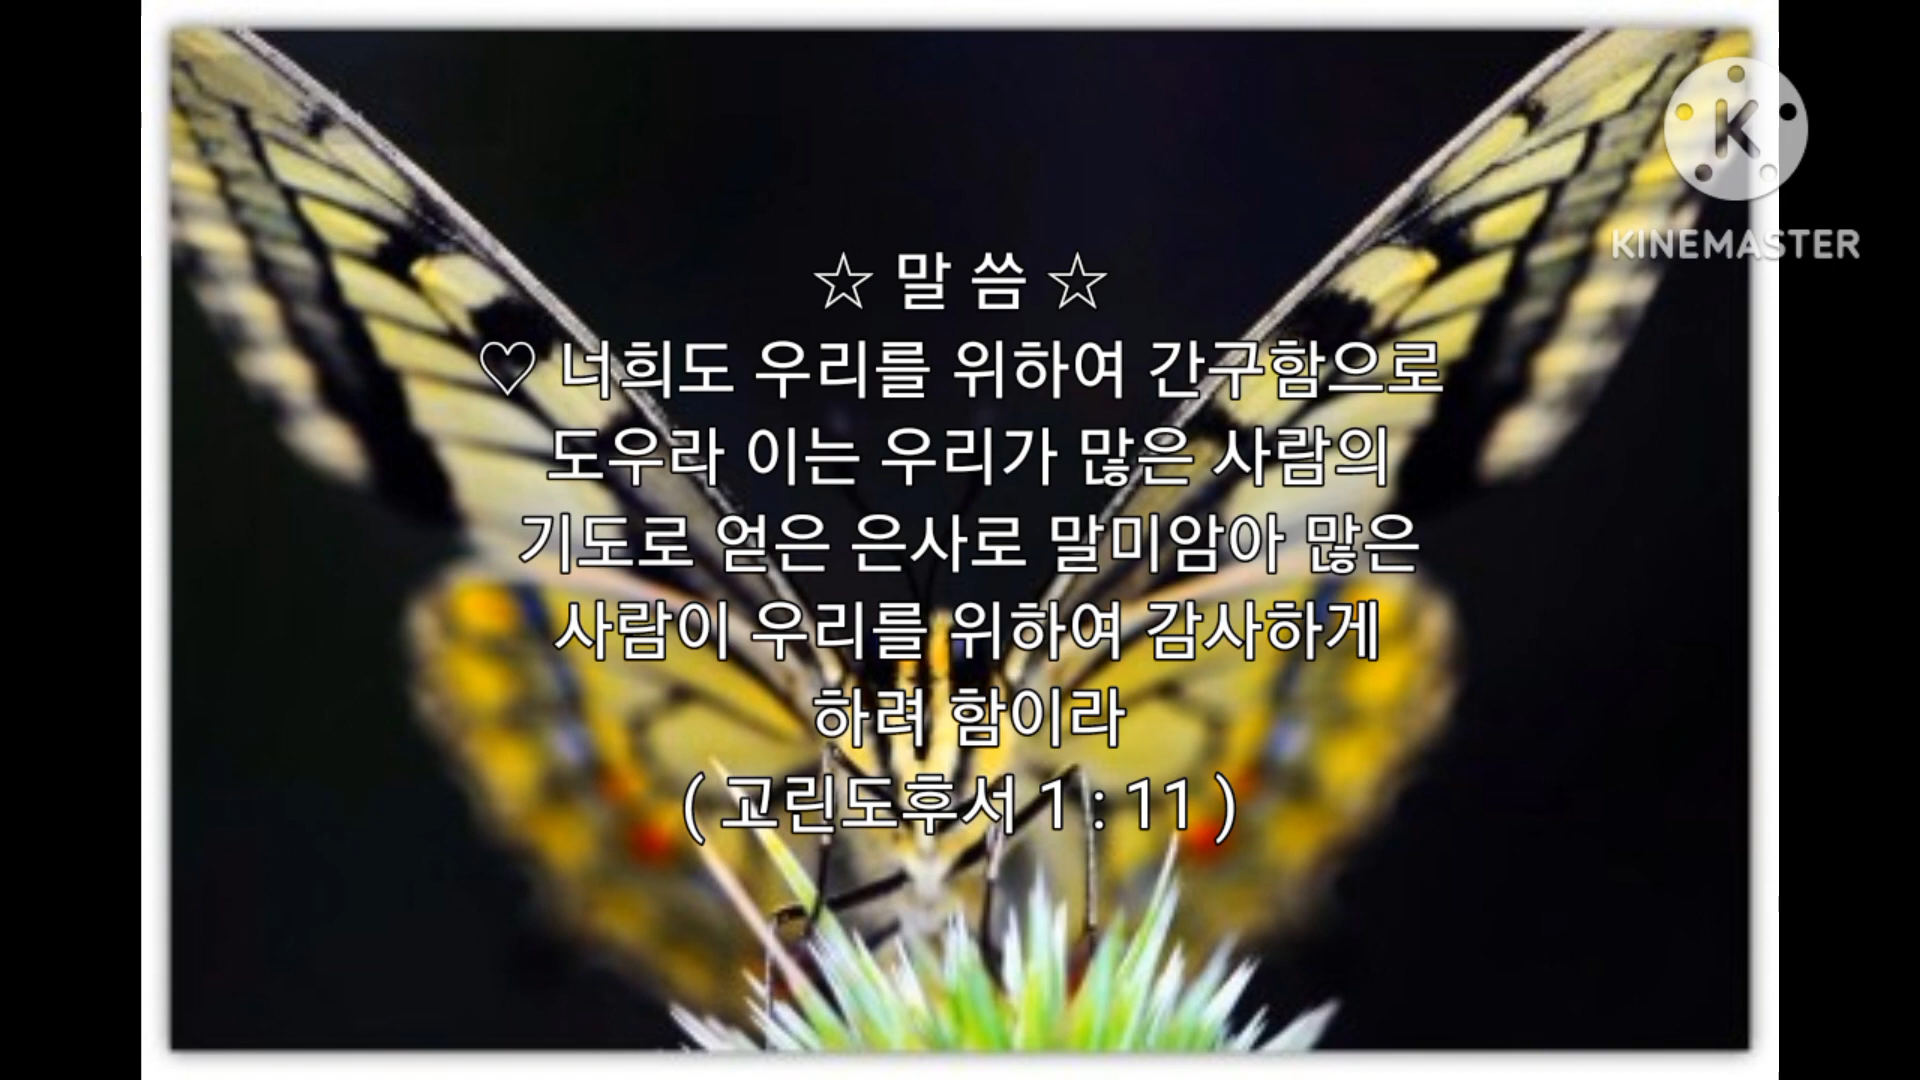 K
KINEMASTER
☆ 말 씀 ☆
♡ 너희도 우리를 위하여 간구함으로
도우라 이는 우리가 많은 사람의
기도로 얻은 은사로 말미암아 많은
사람이 우리를 위하여 감사하게
하려 함이라
( 고린도후서 1 : 11 )